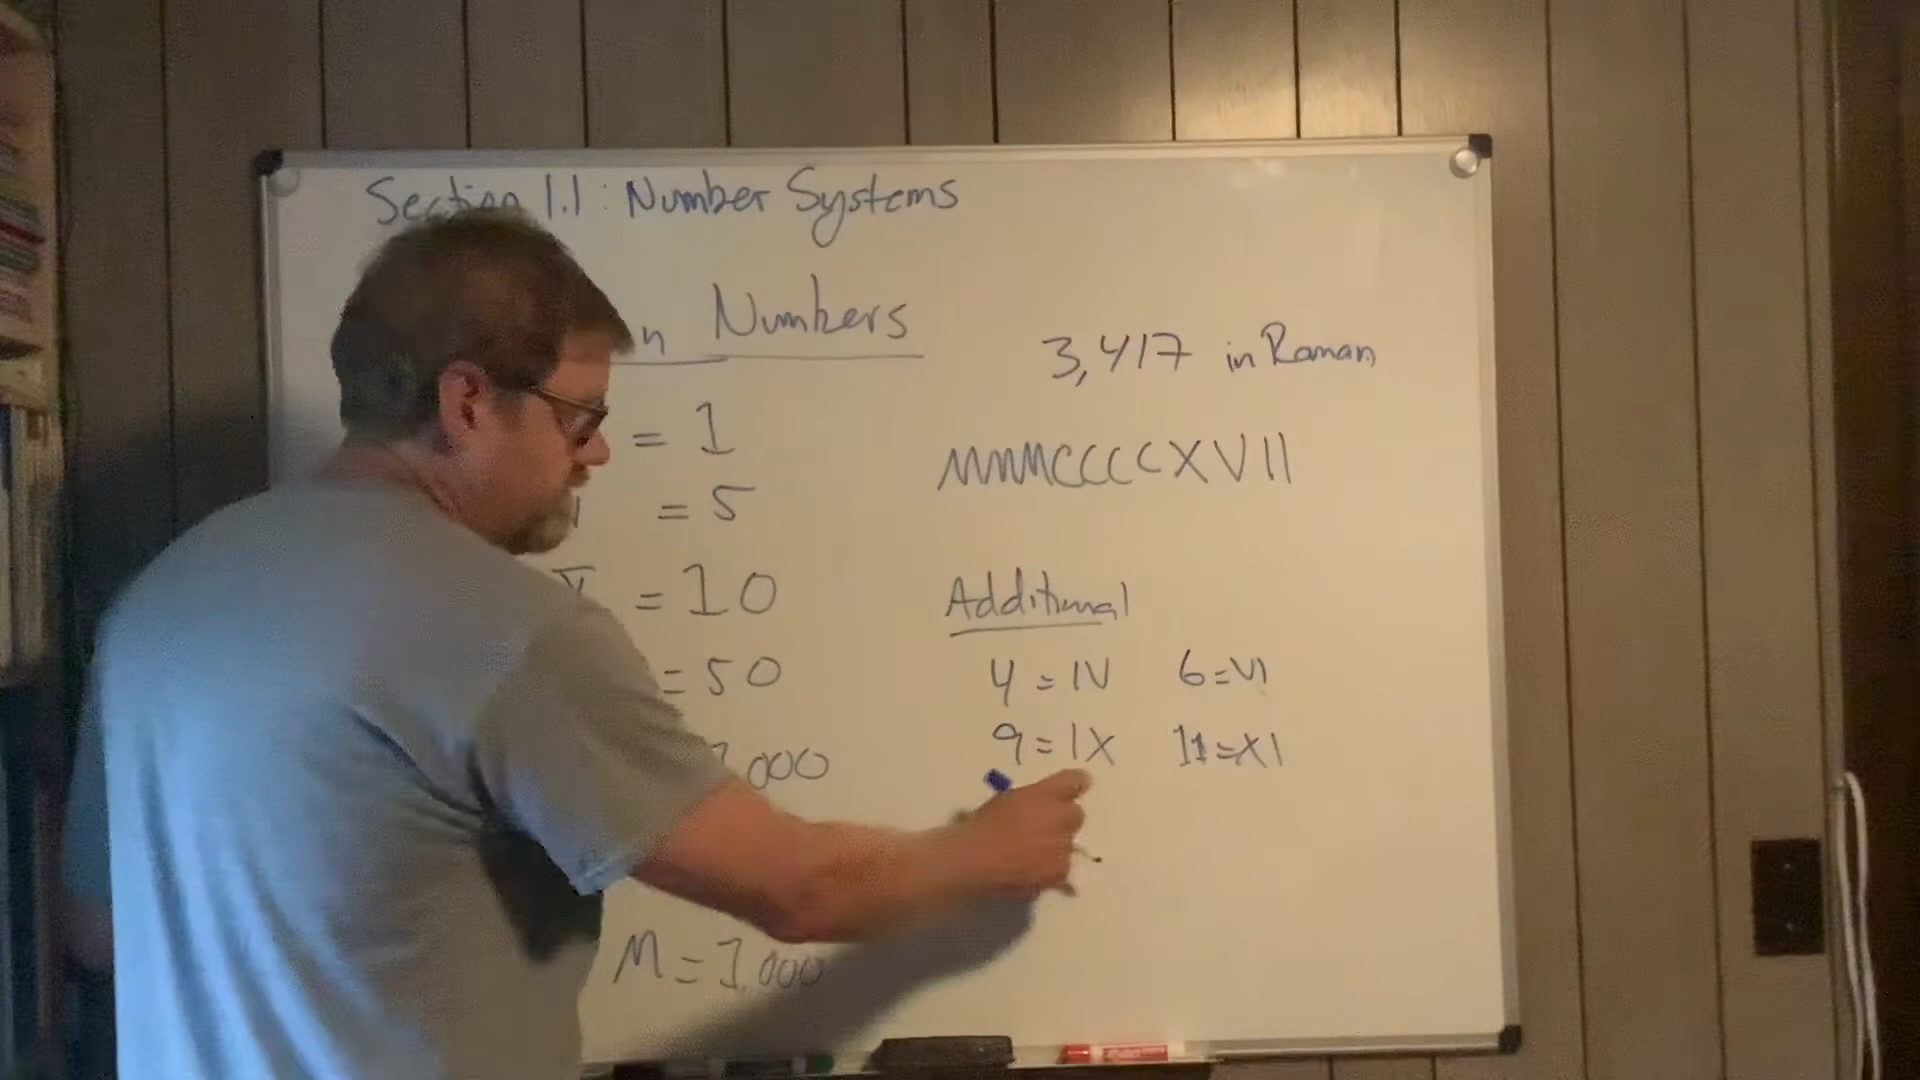 Section 1.1: Number Systems
n Numbers
= 1
= 5
= 10
= 50
,000
M = 1,000
3,417 in Roman
MMMCCCCXVII
Additional
4 = IV 6 = VI
9 = IX 11 = XI